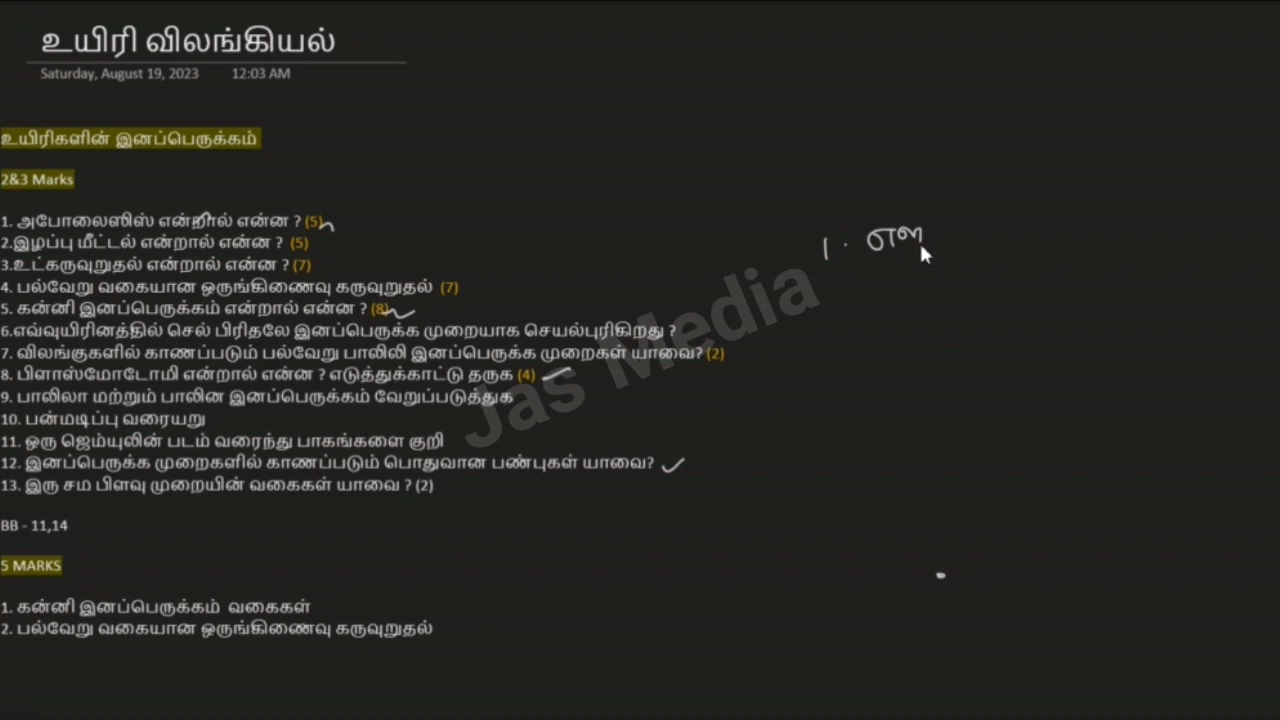 உயிரி விலங்கியல்
Saturday, August 19, 2023 12:03 AM
உயிரிகளின் இனப்பெருக்கம்
2&3 Marks
1. அபோலைஸிஸ் என்றால் என்ன ? (5)
2.இழப்பு மீட்டல் என்றால் என்ன ? (5)
3.உட்கருவுறுதல் என்றால் என்ன ? (7)
4. பல்வேறு வகையான ஒருங்கிணைவு கருவுறுதல் (7)
5. கன்னி இனப்பெருக்கம் என்றால் என்ன ? (8)
6.எவ்வுயிரினத்தில் செல் பிரிதலே இனப்பெருக்க முறையாக செயல்புரிகிறது ?
7. விலங்குகளில் காணப்படும் பல்வேறு பாலிலி இனப்பெருக்க முறைகள் யாவை? (2)
8. பிளாஸ்மோடோமி என்றால் என்ன ? எடுத்துக்காட்டு தருக (4)
9. பாலிலா மற்றும் பாலின இனப்பெருக்கம் வேறுப்படுத்துக
10. பன்மடிப்பு வரையறு
11. ஒரு ஜெம்யுலின் படம் வரைந்து பாகங்களை குறி
12. இனப்பெருக்க முறைகளில் காணப்படும் பொதுவான பண்புகள் யாவை?
13. இரு சம பிளவு முறையின் வகைகள் யாவை ? (2)
BB - 11,14
5 MARKS
1. கன்னி இனப்பெருக்கம் வகைகள்
2. பல்வேறு வகையான ஒருங்கிணைவு கருவுறுதல்
1.
Jas Media